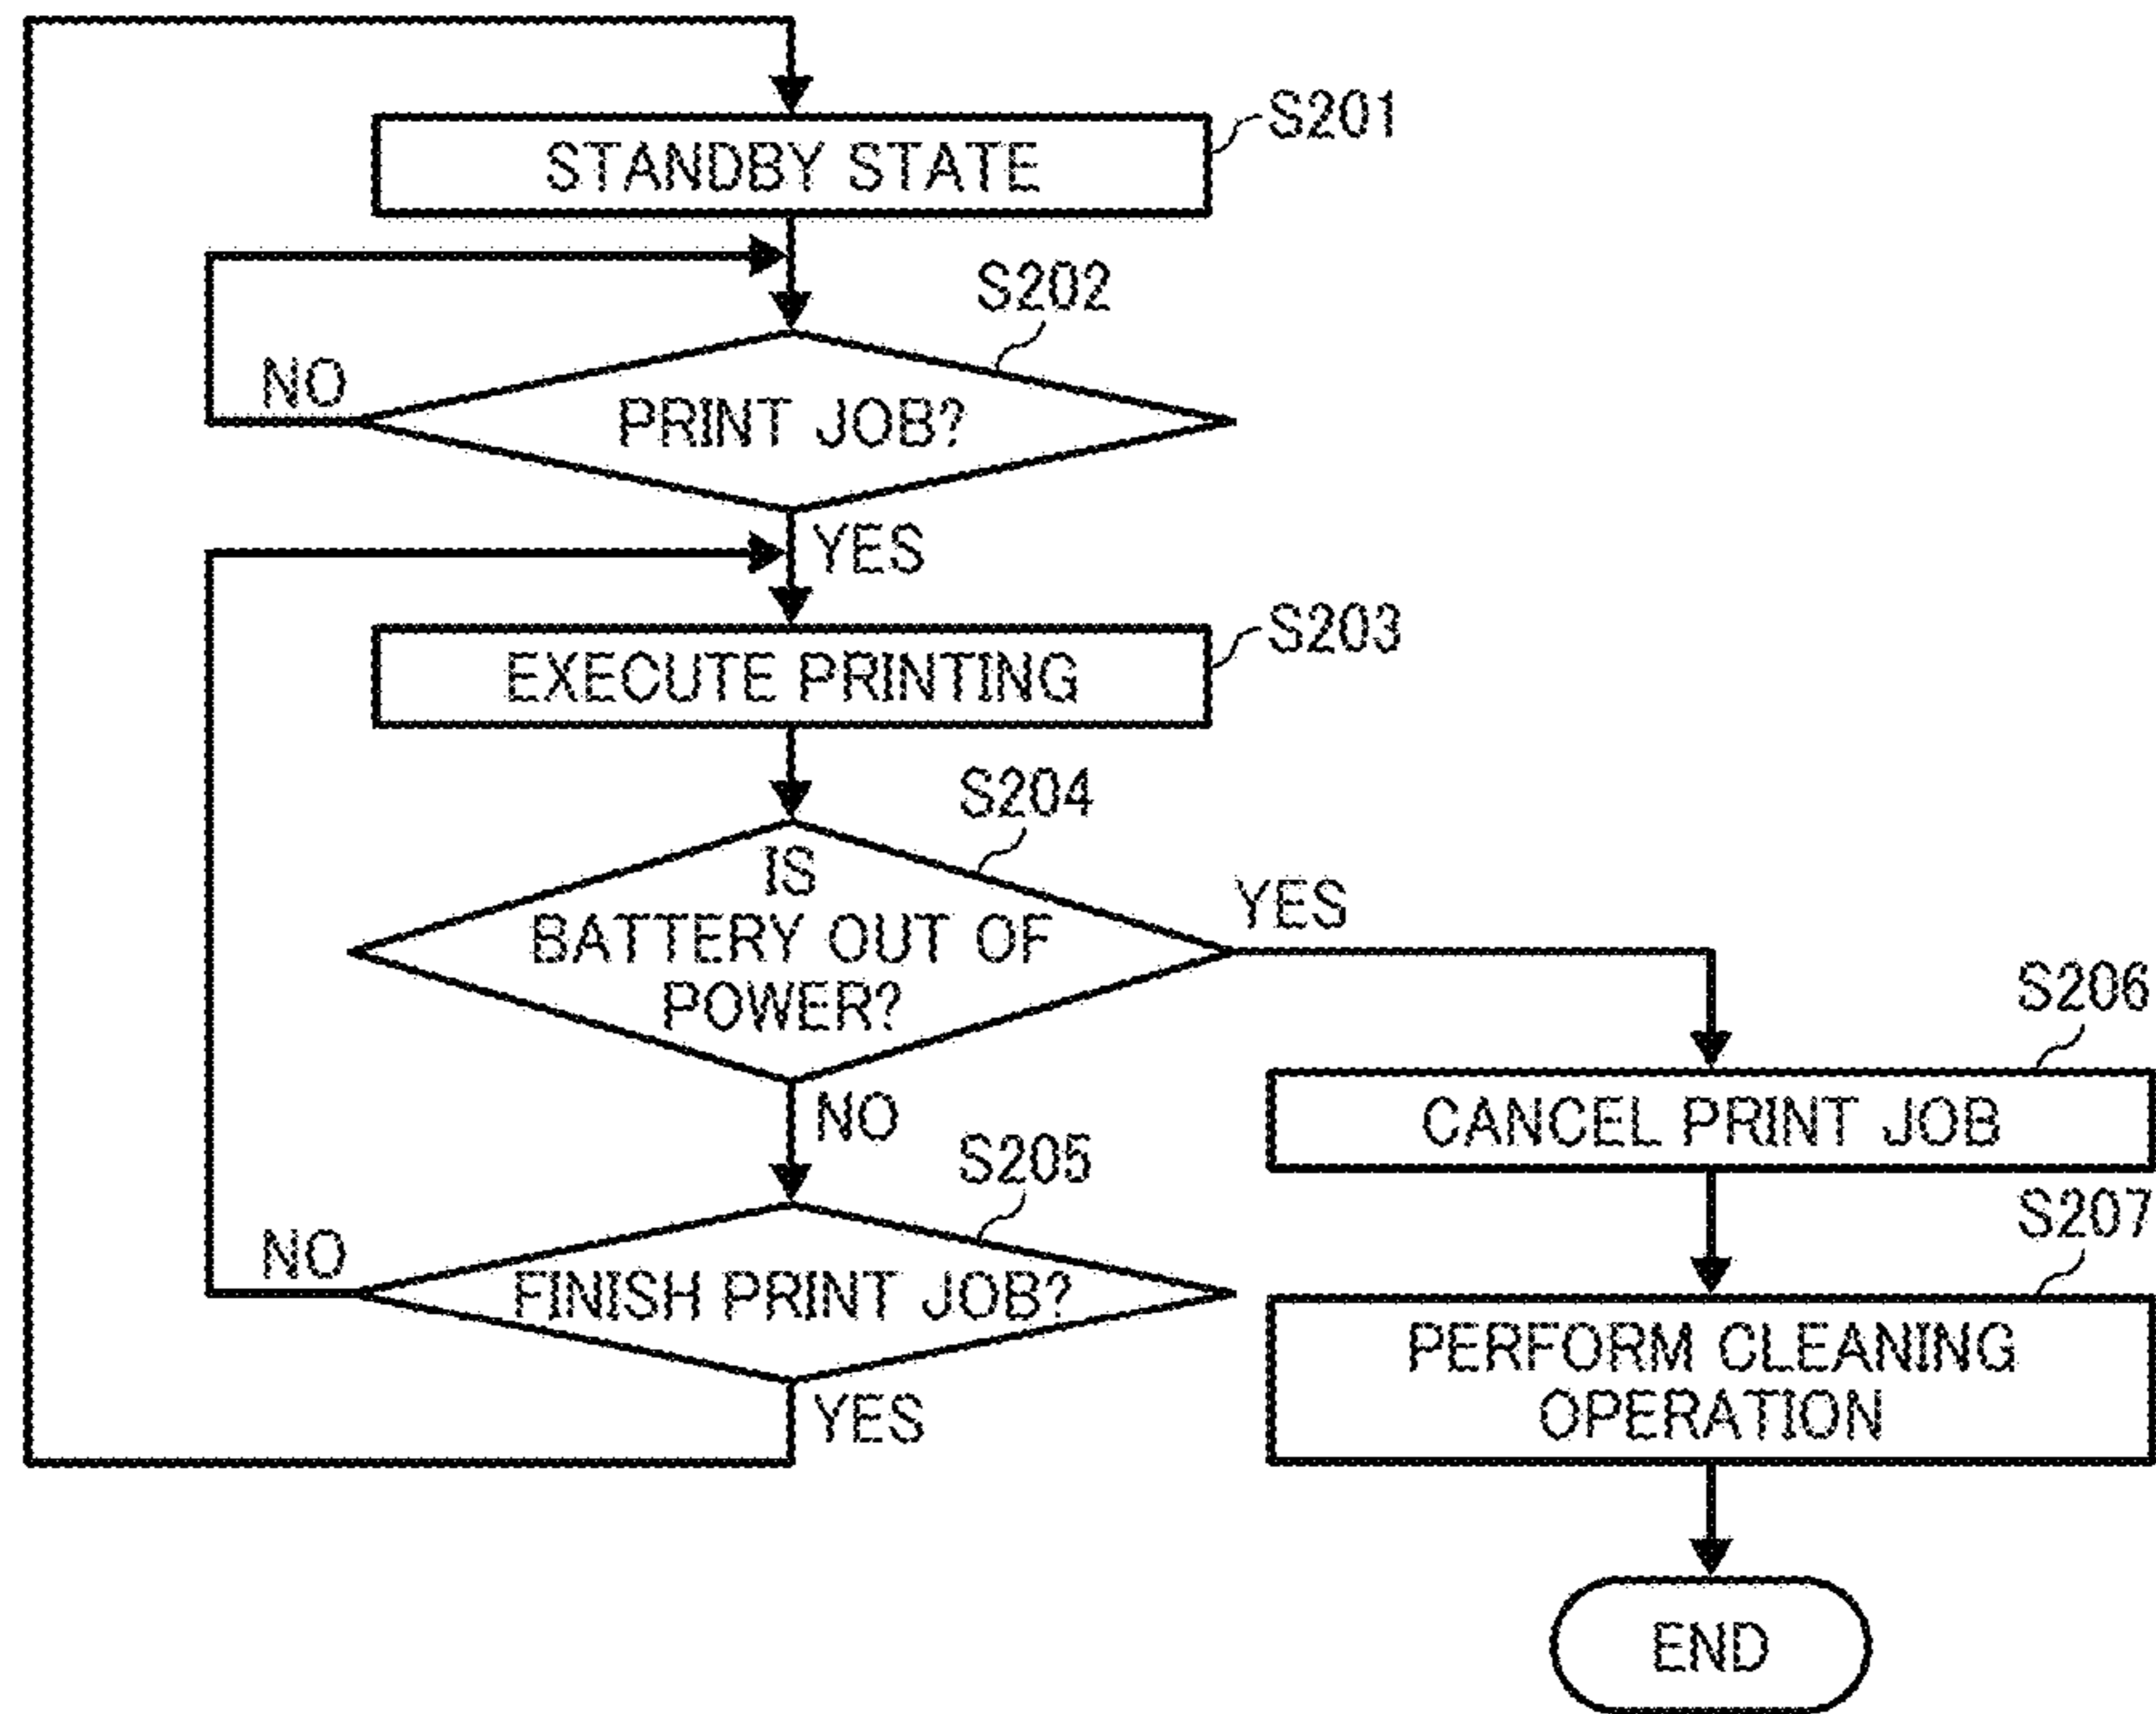 S201
STANDBY STATE
S202
NO
PRINT JOB?
YES
S203
EXECUTE PRINTING
S204
IS
BATTERY OUT OF
POWER?
YES
NO
S205
NO
FINISH PRINT JOB?
YES
S206
CANCEL PRINT JOB
S207
PERFORM CLEANING
OPERATION
END